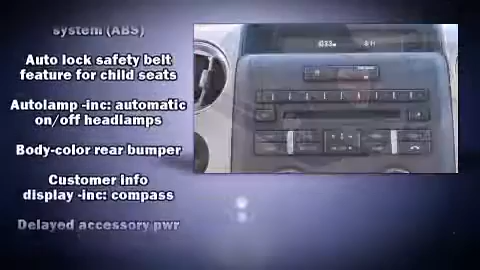 system (ABS)
Auto lock safety belt
feature for child seats
Autolamp -inc: automatic
on/off headlamps
Body-color rear bumper
Customer info
display -inc: compass
Delayed accessory pwr